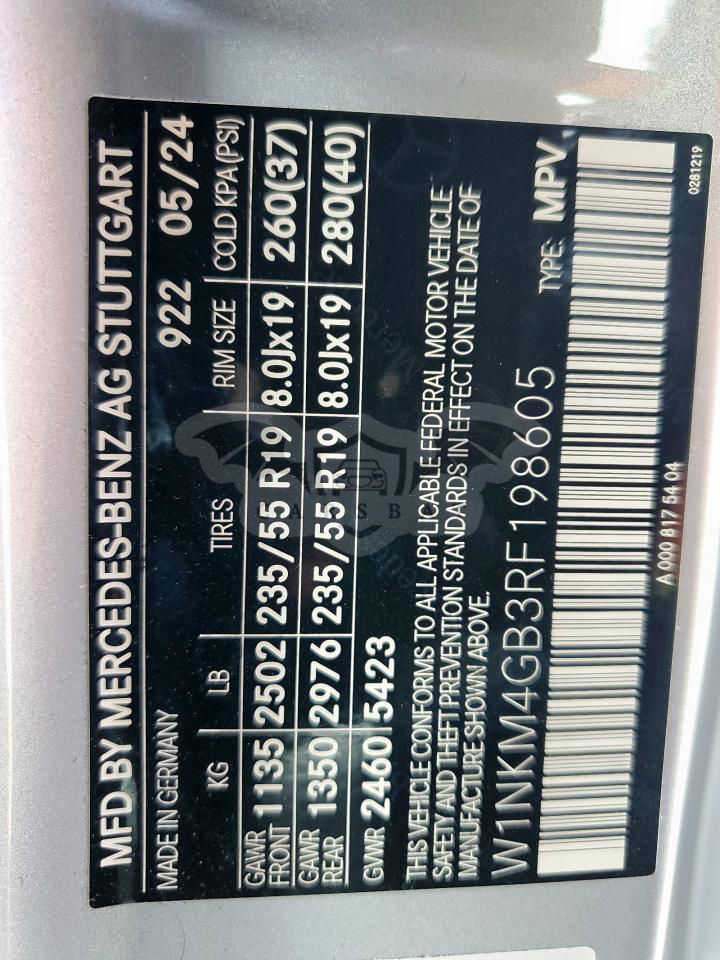 MFD BY MERCEDES-BENZ AG STUTTGART
MADE IN GERMANY 922 05/24
KG LB TIRES RIM SIZE COLD KPA(PSI)
GAWR FRONT 1135 2502 235/55 R19 8.0Jx19 260(37)
GAWR REAR 1350 2976 235/55 R19 8.0Jx19 280(40)
GVWR 2460 5423
THIS VEHICLE CONFORMS TO ALL APPLICABLE FEDERAL MOTOR VEHICLE
SAFETY AND THEFT PREVENTION STANDARDS IN EFFECT ON THE DATE OF
MANUFACTURE SHOWN ABOVE.
W1NKM4GB3RF198605 TYPE: MPV
A 000 817 54 04 0281219